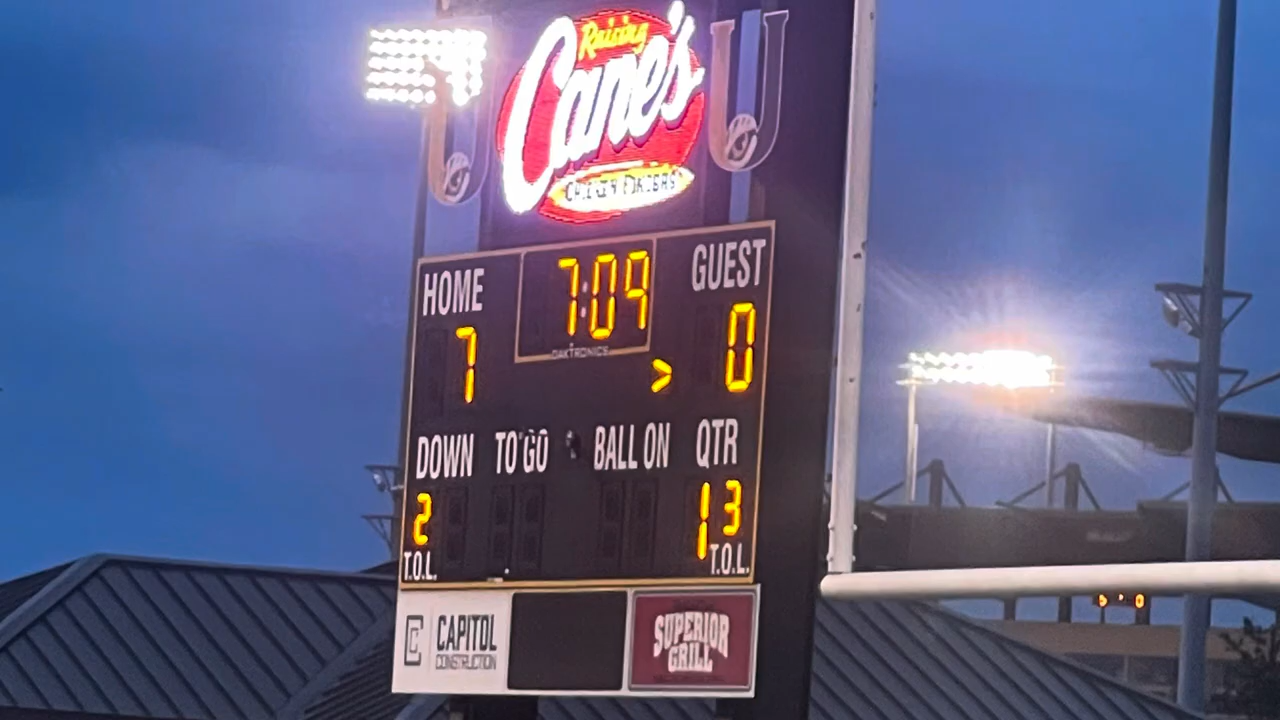 Raising
Cane's
CHICKEN FINGERS
U U
HOME 7:09 GUEST
DAKTRONICS
7 > 0
DOWN TO GO BALL ON QTR
2 1 3
T.O.L. T.O.L.
CAPITOL
CONSTRUCTION
SUPERIOR
GRILL